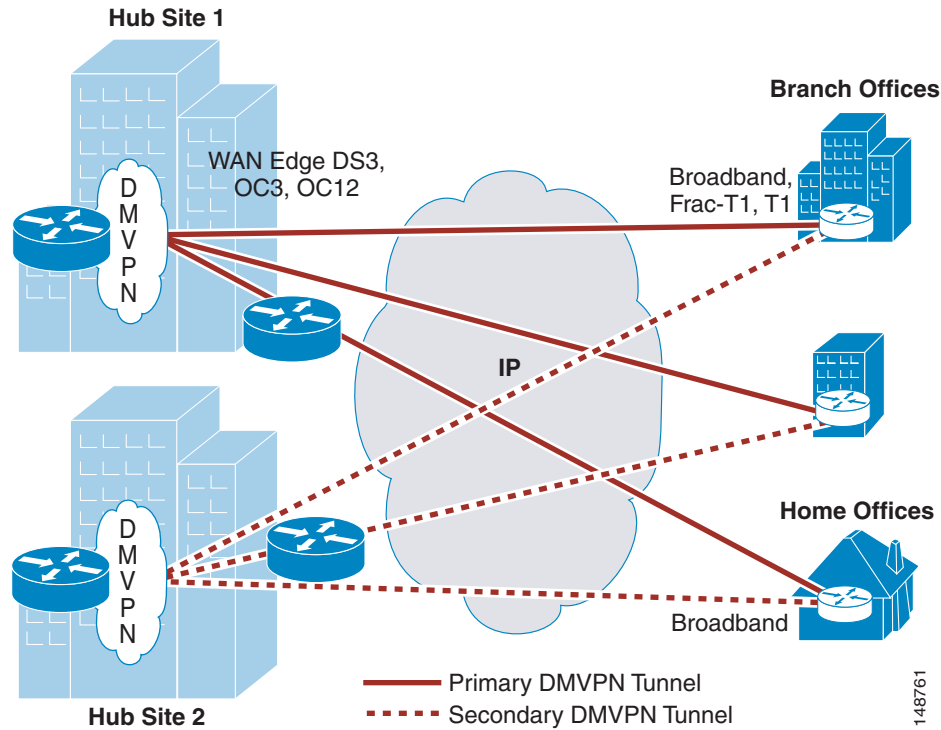 Hub Site 1
Branch Offices
WAN Edge DS3,
OC3, OC12
Broadband,
Frac-T1, T1
D
M
V
P
N
IP
D
M
V
P
N
Home Offices
Broadband
Hub Site 2
Primary DMVPN Tunnel
Secondary DMVPN Tunnel
148761